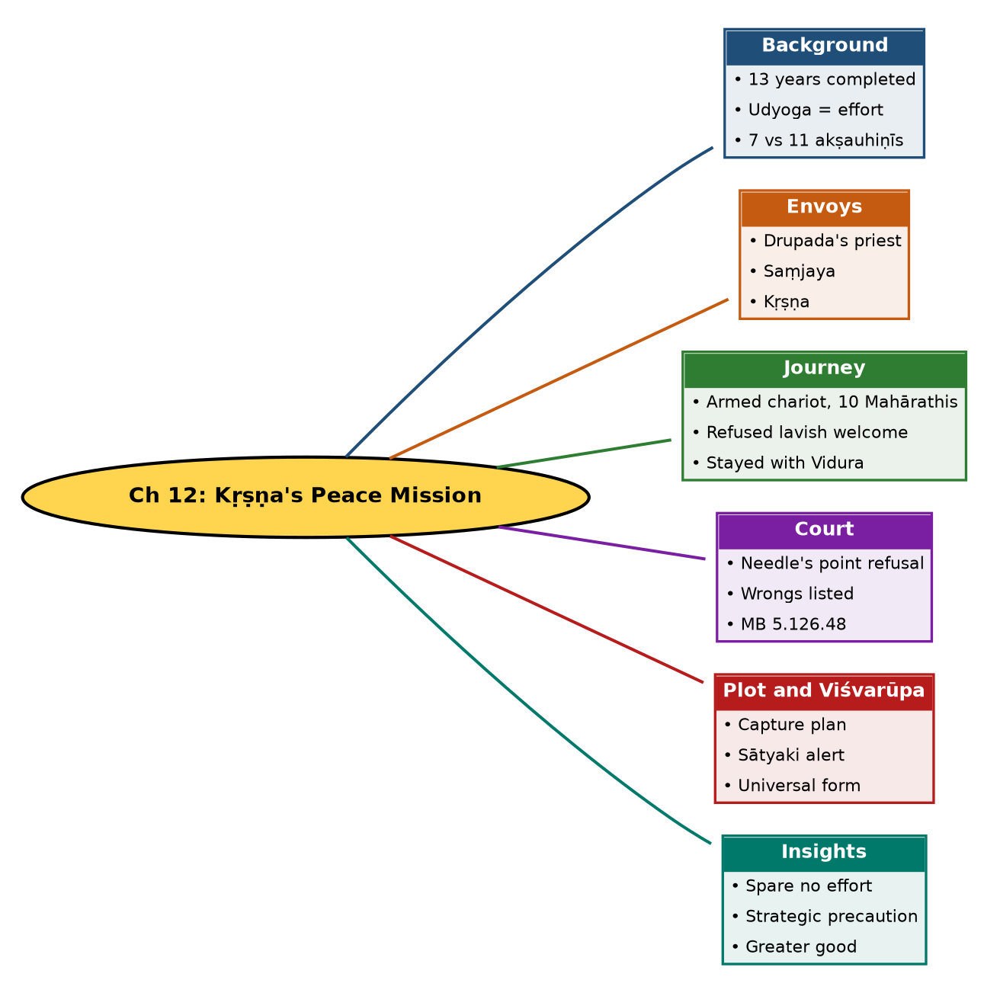 Background
• 13 years completed
• Udyoga = effort
• 7 vs 11 akṣauhiṇīs
Envoys
• Drupada's priest
• Saṃjaya
• Kṛṣṇa
Journey
• Armed chariot, 10 Mahārathis
• Refused lavish welcome
• Stayed with Vidura
Ch 12: Kṛṣṇa's Peace Mission
Court
• Needle's point refusal
• Wrongs listed
• MB 5.126.48
Plot and Viśvarūpa
• Capture plan
• Sātyaki alert
• Universal form
Insights
• Spare no effort
• Strategic precaution
• Greater good